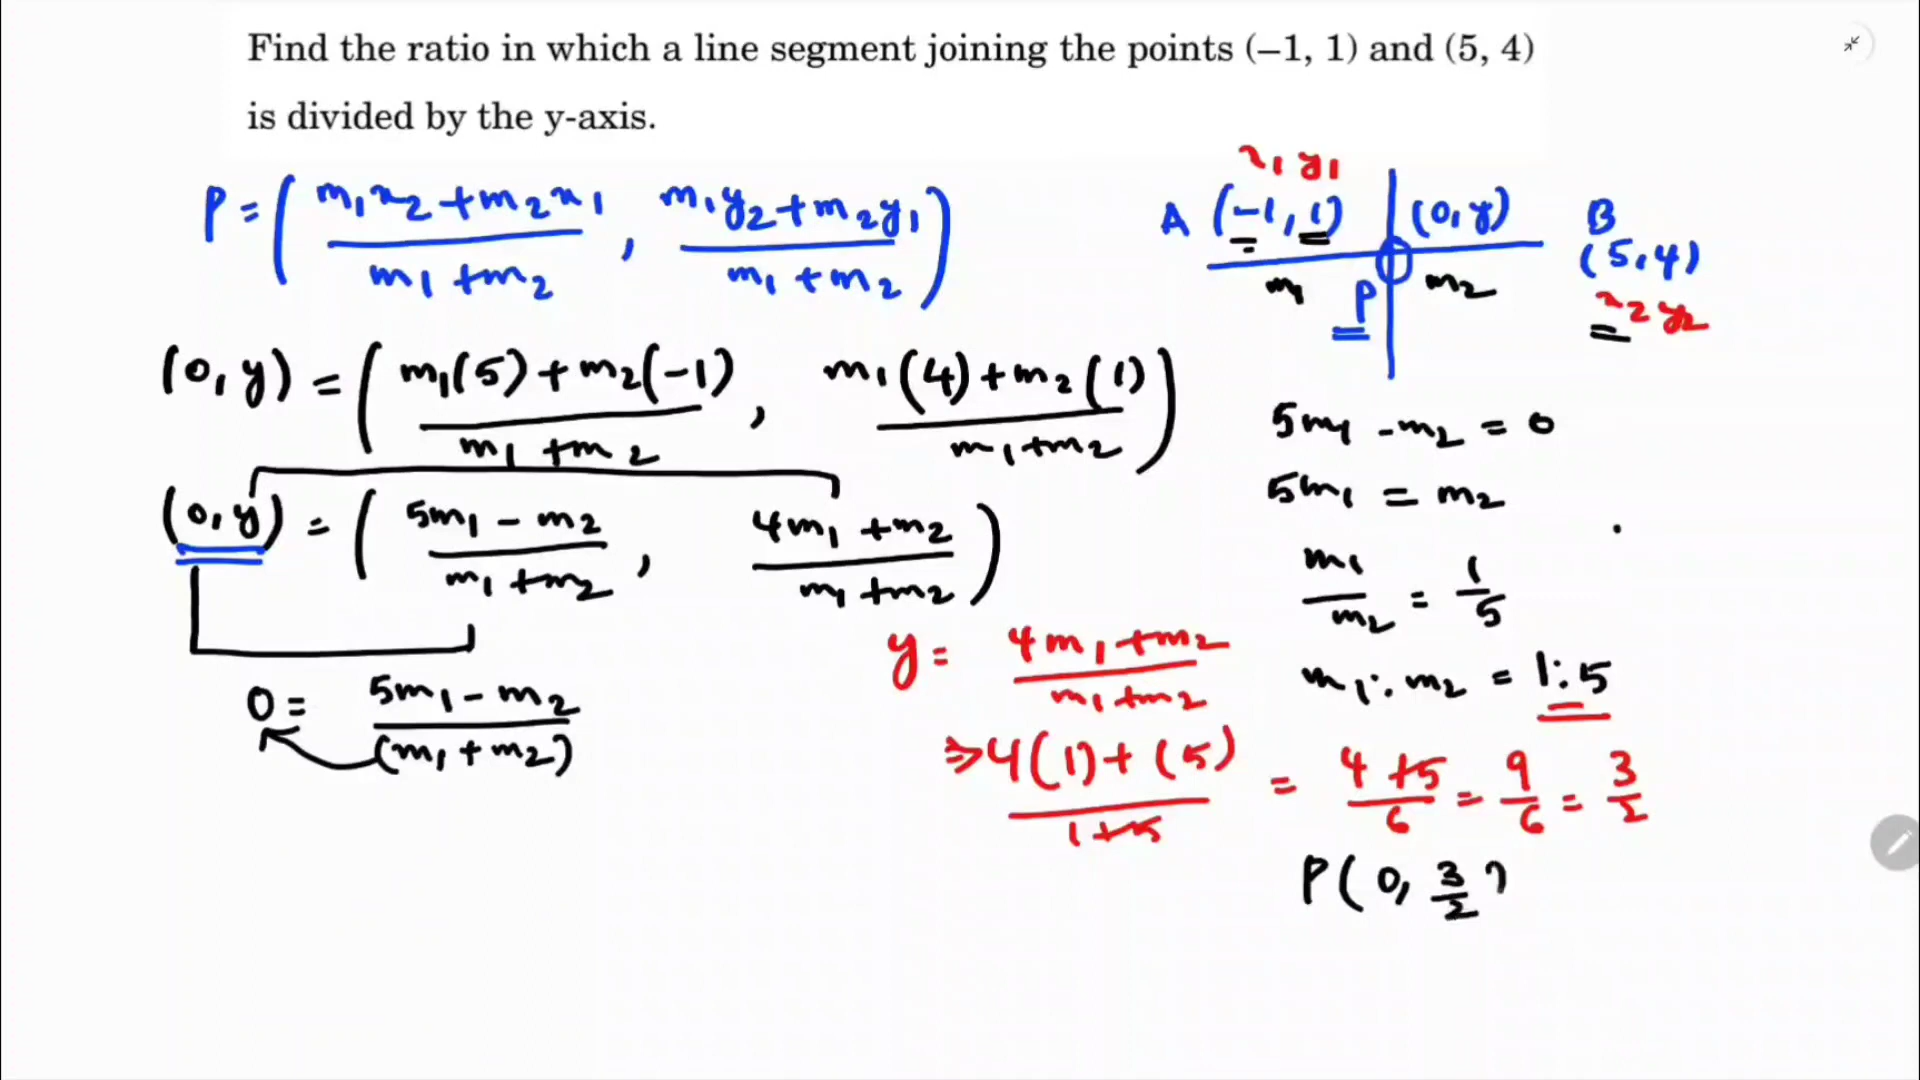 Find the ratio in which a line segment joining the points (–1, 1) and (5, 4)
is divided by the y-axis.
P = ( m₁x₂ + m₂x₁ / m₁ + m₂ , m₁y₂ + m₂y₁ / m₁ + m₂ )
x₁ y₁
A (-1, 1) (0, y) B
(5, 4)
m₁ P m₂
x₂ y₂
(0, y) = ( m₁(5) + m₂(-1) / m₁ + m₂ , m₁(4) + m₂(1) / m₁ + m₂ )
(0, y) = ( 5m₁ - m₂ / m₁ + m₂ , 4m₁ + m₂ / m₁ + m₂ )
0 = 5m₁ - m₂ / (m₁ + m₂)
5m₁ - m₂ = 0
5m₁ = m₂
m₁ / m₂ = 1 / 5
m₁ : m₂ = 1 : 5
y = 4m₁ + m₂ / m₁ + m₂
⇒ 4(1) + (5) / 1 + 5 = 4 + 5 / 6 = 9 / 6 = 3 / 2
P ( 0, 3/2 )